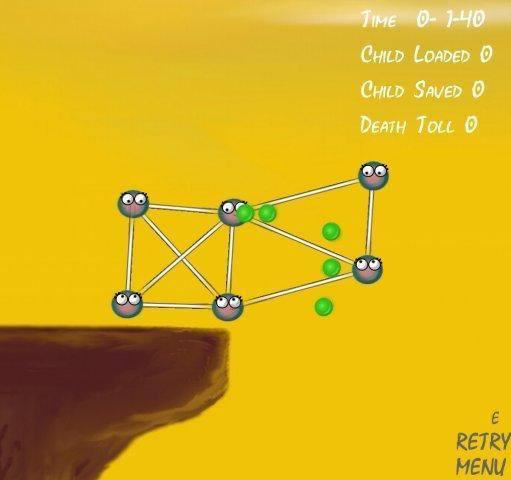 TIME 0- 1-40
CHILD LOADED 0
CHILD SAVED 0
DEATH TOLL 0
E
RETRY
MENU